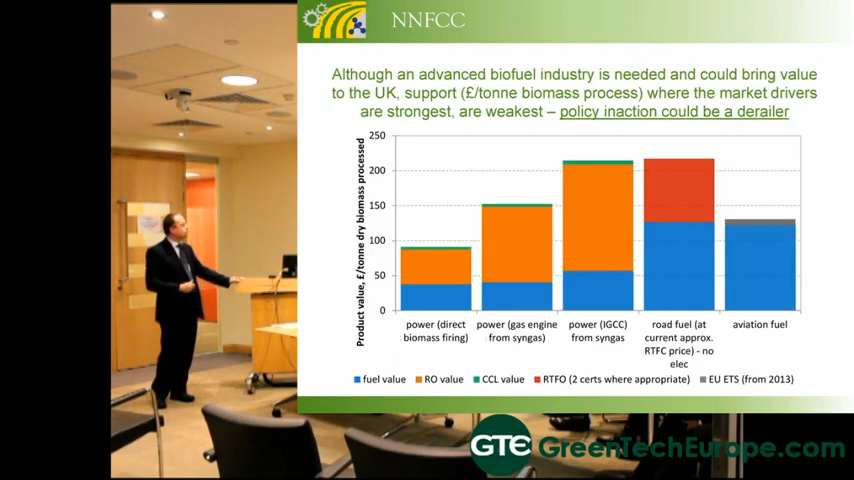 NNFCC
Although an advanced biofuel industry is needed and could bring value
to the UK, support (£/tonne biomass process) where the market drivers
are strongest, are weakest – policy inaction could be a derailer
Product value, £/tonne dry biomass processed
250
200
150
100
50
0
power (direct
biomass firing)
power (gas engine
from syngas)
power (IGCC)
from syngas
road fuel (at
current approx.
RTFC price) - no
elec
aviation fuel
fuel value
RO value
CCL value
RTFO (2 certs where appropriate)
EU ETS (from 2013)
GTE GreenTechEurope.com